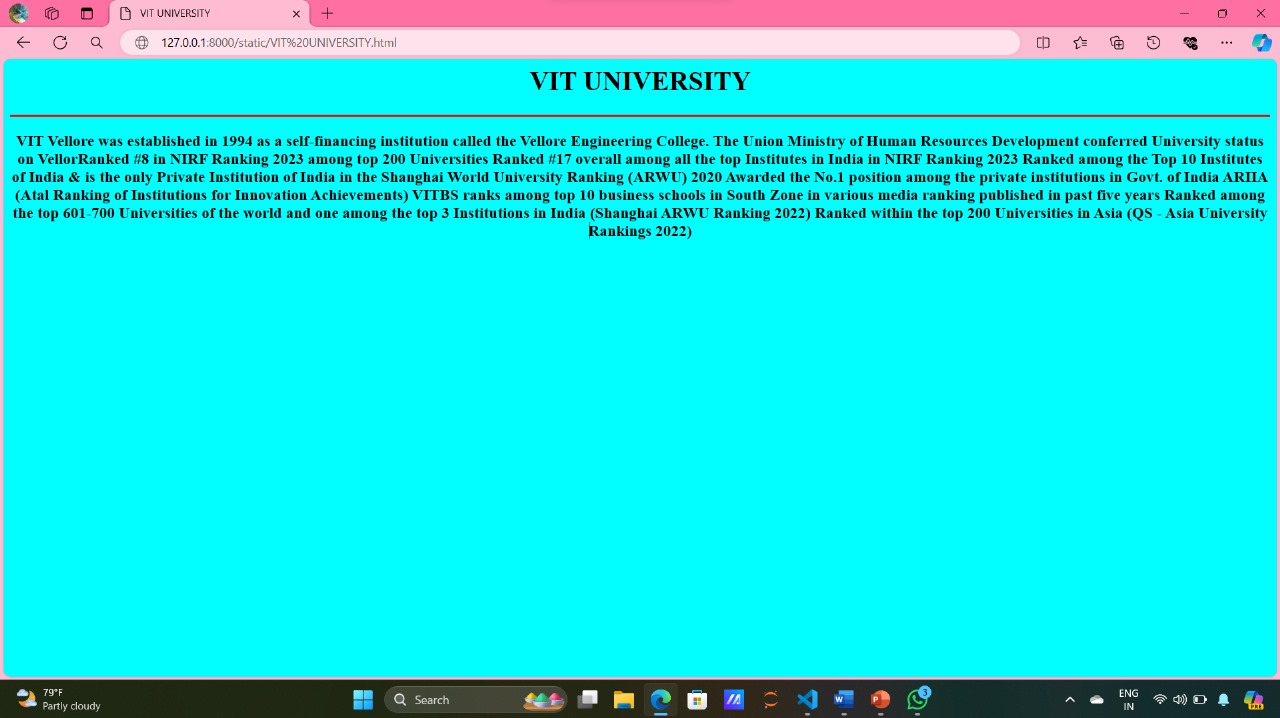 VIT UNIVERSITY
127.0.0.1:8000/static/VIT%20UNIVERSITY.html
VIT UNIVERSITY
VIT Vellore was established in 1994 as a self-financing institution called the Vellore Engineering College. The Union Ministry of Human Resources Development conferred University status
on VellorRanked #8 in NIRF Ranking 2023 among top 200 Universities Ranked #17 overall among all the top Institutes in India in NIRF Ranking 2023 Ranked among the Top 10 Institutes
of India & is the only Private Institution of India in the Shanghai World University Ranking (ARWU) 2020 Awarded the No.1 position among the private institutions in Govt. of India ARIIA
(Atal Ranking of Institutions for Innovation Achievements) VITBS ranks among top 10 business schools in South Zone in various media ranking published in past five years Ranked among
the top 601-700 Universities of the world and one among the top 3 Institutions in India (Shanghai ARWU Ranking 2022) Ranked within the top 200 Universities in Asia (QS - Asia University
Rankings 2022)
79°F
Partly cloudy
Search
3
ENG
IN
PRE